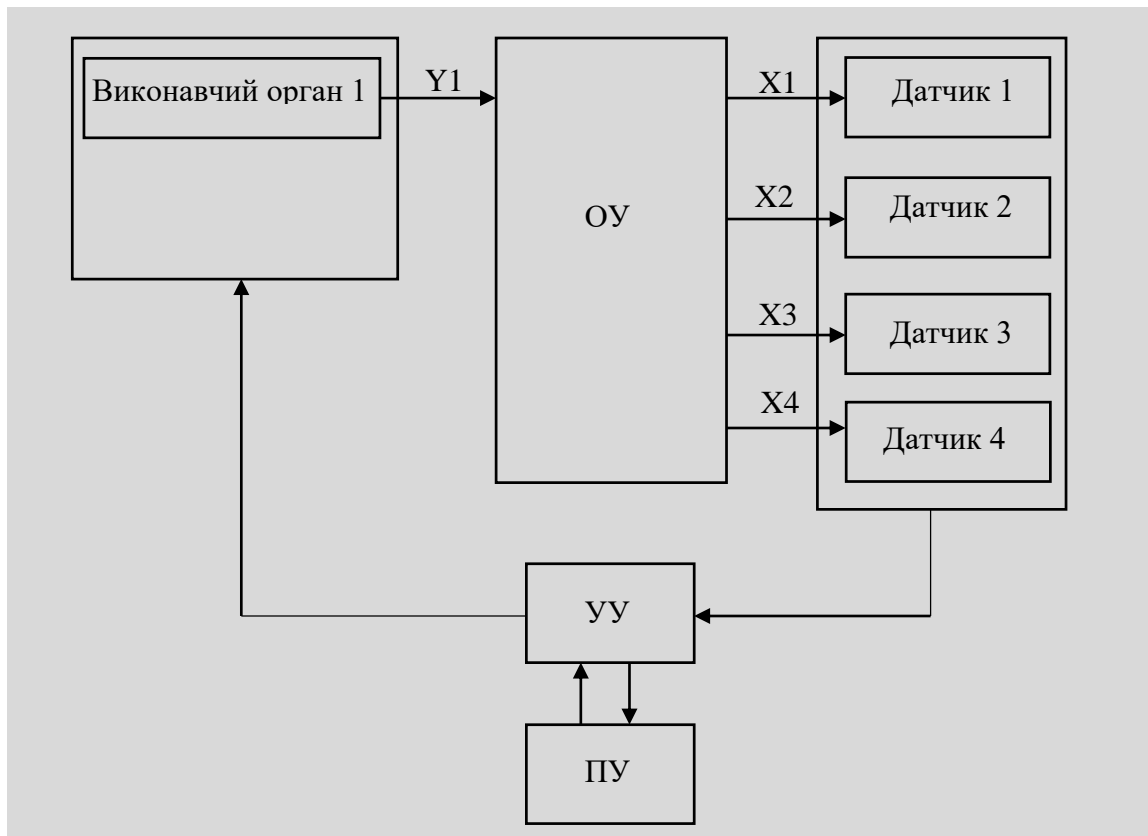 Виконавчий орган 1
Y1
ОУ
X1
Датчик 1
X2
Датчик 2
X3
Датчик 3
X4
Датчик 4
УУ
ПУ